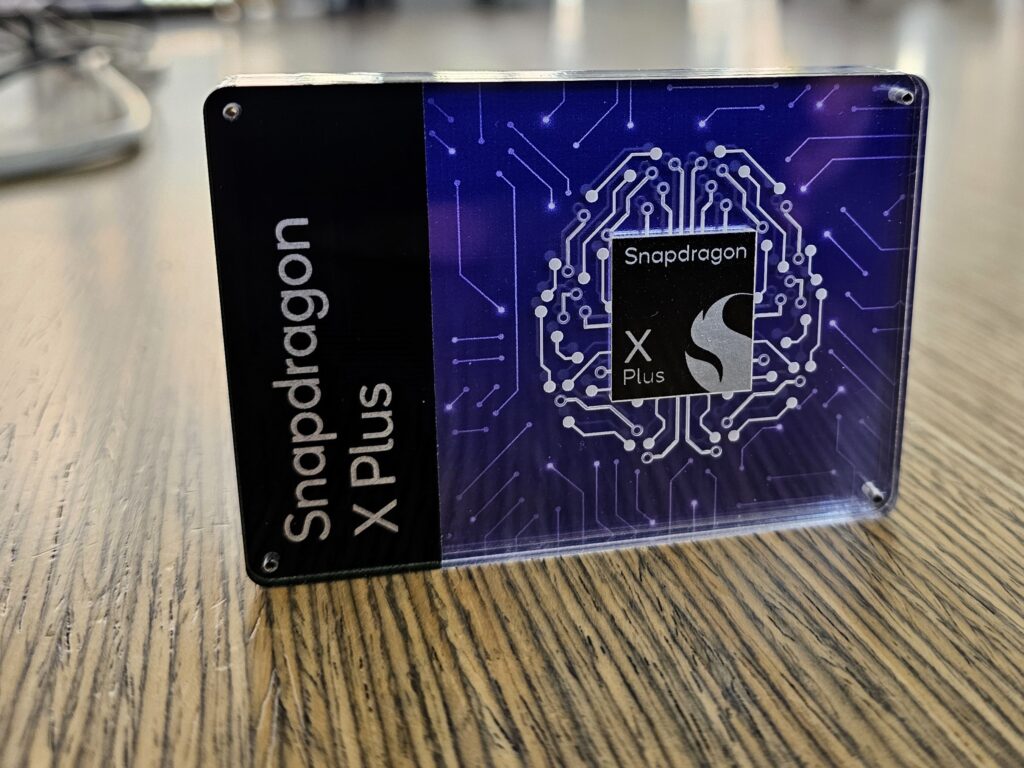 Snapdragon
X Plus
Snapdragon
X
Plus